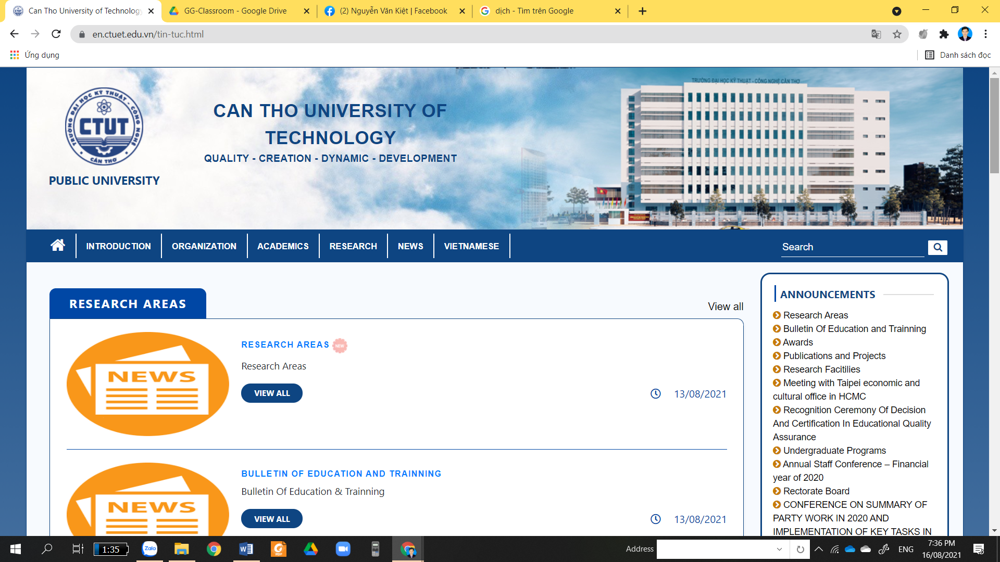 Can Tho University of Technology
GG-Classroom - Google Drive
(2) Nguyễn Văn Kiệt | Facebook
dịch - Tìm trên Google
en.ctuet.edu.vn/tin-tuc.html
Ứng dụng
Danh sách đọc
TRƯỜNG ĐẠI HỌC KỸ THUẬT - CÔNG NGHỆ
CTUT
CẦN THƠ
PUBLIC UNIVERSITY
CAN THO UNIVERSITY OF
TECHNOLOGY
QUALITY - CREATION - DYNAMIC - DEVELOPMENT
TRƯỜNG ĐẠI HỌC KỸ THUẬT - CÔNG NGHỆ CẦN THƠ
INTRODUCTION
ORGANIZATION
ACADEMICS
RESEARCH
NEWS
VIETNAMESE
Search
RESEARCH AREAS
View all
NEWS
RESEARCH AREAS NEW
Research Areas
VIEW ALL
13/08/2021
NEWS
BULLETIN OF EDUCATION AND TRAINNING
Bulletin Of Education & Trainning
VIEW ALL
13/08/2021
ANNOUNCEMENTS
Research Areas
Bulletin Of Education and Trainning
Awards
Publications and Projects
Research Facitilies
Meeting with Taipei economic and
cultural office in HCMC
Recognition Ceremony Of Decision
And Certification In Educational Quality
Assurance
Undergraduate Programs
Annual Staff Conference – Financial
year of 2020
Rectorate Board
CONFERENCE ON SUMMARY OF
PARTY WORK IN 2020 AND
IMPLEMENTATION OF KEY TASKS IN
1:35
Zalo
PDF
Address
ENG
7:36 PM
16/08/2021